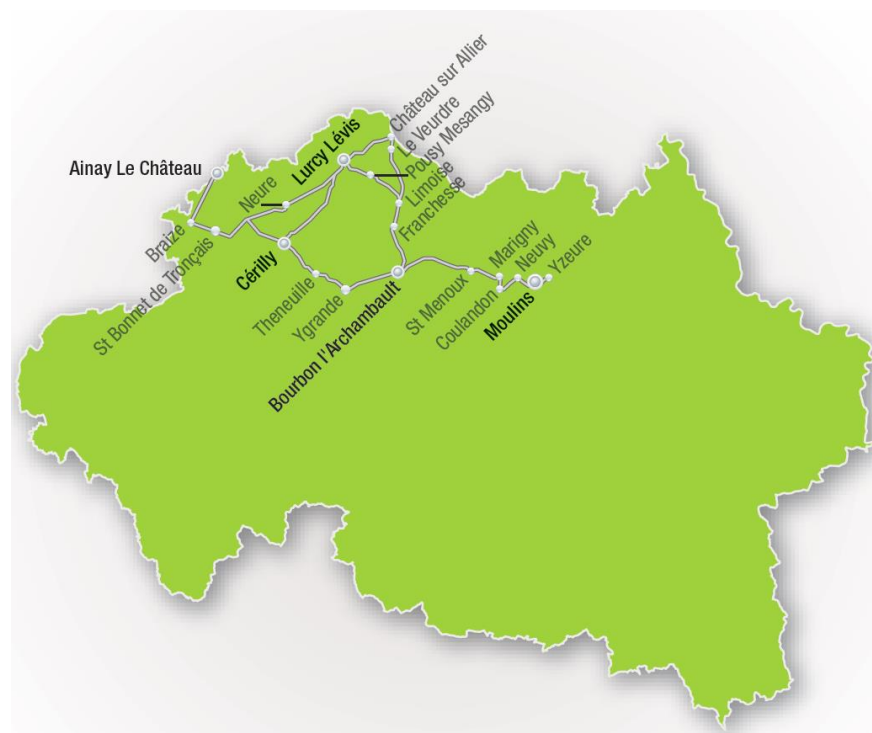 Château sur Allier
Le Veurdre
Pousy Mesangy
Lurcy Lévis
Ainay Le Château
Neure
Limoise
Franchesse
Braize
St Bonnet de Tronçais
Cérilly
Theneuille
Ygrande
Bourbon l'Archambault
St Menoux
Marigny
Coulandon
Neuvy
Moulins
Yzeure